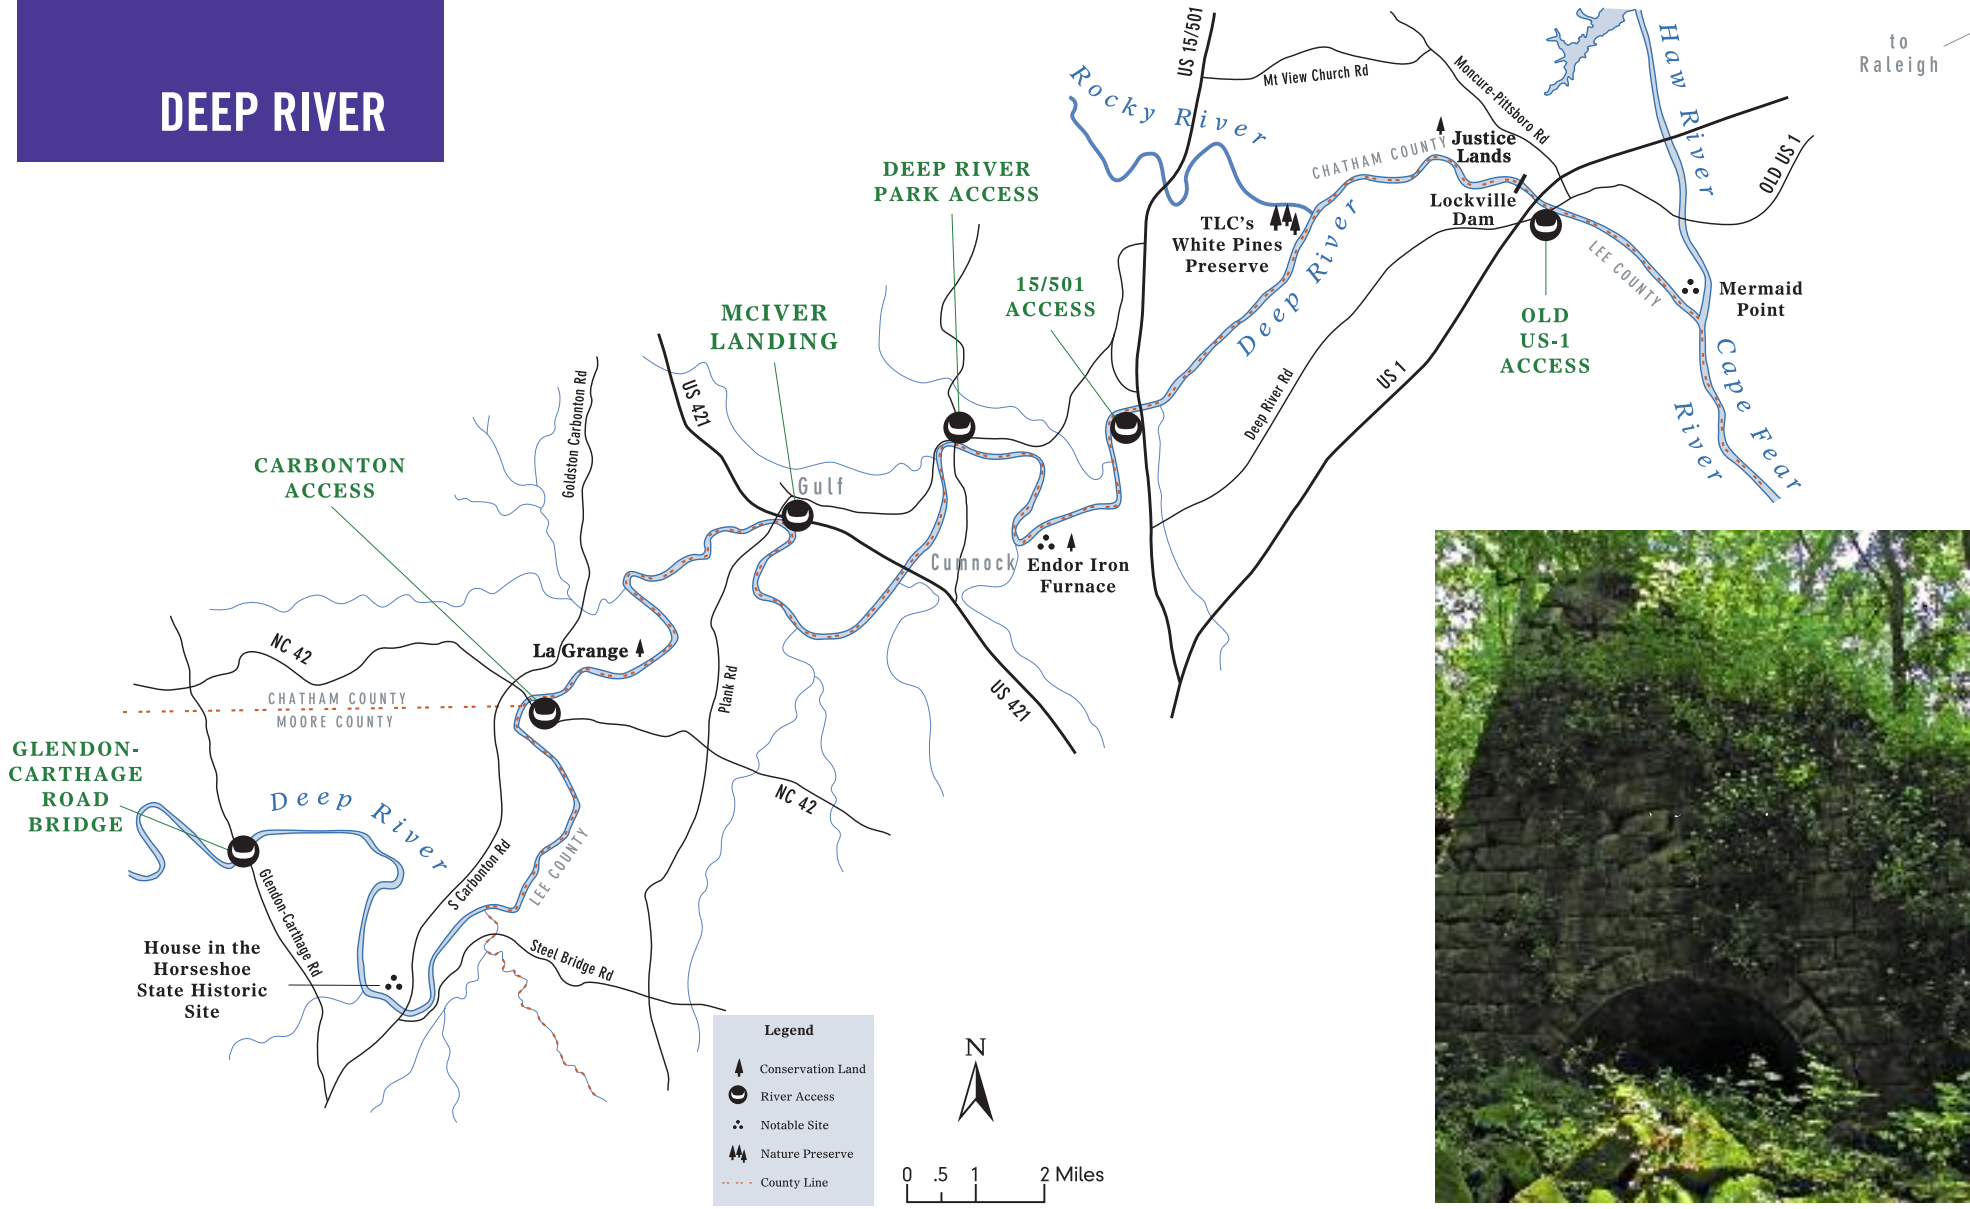 DEEP RIVER
to
Raleigh
US 15/501
Mt View Church Rd
Moncure-Pittsboro Rd
Haw River
Rocky River
CHATHAM COUNTY
Justice
Lands
OLD US 1
DEEP RIVER
PARK ACCESS
Lockville
Dam
TLC's
White Pines
Preserve
Deep River
LEE COUNTY
Mermaid
Point
15/501
ACCESS
MCIVER
LANDING
OLD
US-1
ACCESS
Cape Fear
River
US 1
Deep River Rd
US 421
Goldston Carbonton Rd
CARBONTON
ACCESS
Gulf
Cumnock
Endor Iron
Furnace
La Grange
NC 42
CHATHAM COUNTY
MOORE COUNTY
Plank Rd
US 421
GLENDON-
CARTHAGE
ROAD
BRIDGE
Deep River
NC 42
S Carbonton Rd
LEE COUNTY
Glendon-Carthage Rd
House in the
Horseshoe
State Historic
Site
Steel Bridge Rd
Legend
Conservation Land
River Access
Notable Site
Nature Preserve
County Line
N
0 .5 1 2 Miles